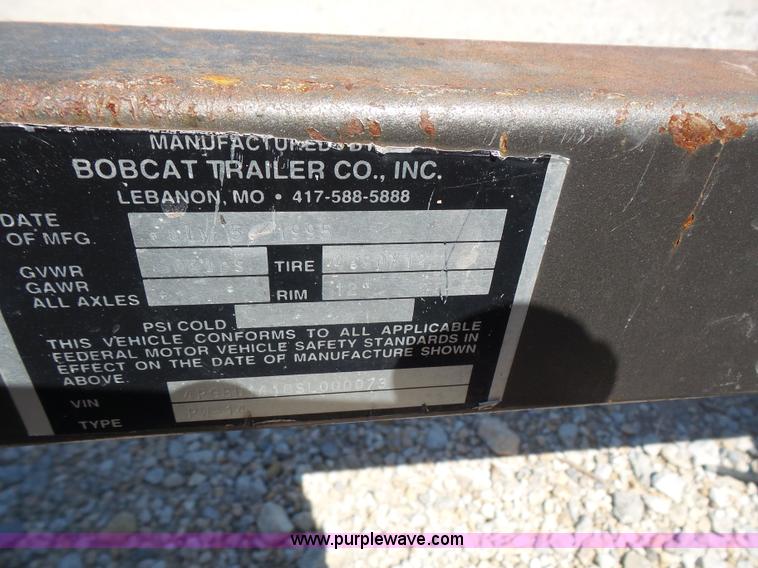 MANUFACTURED BY
BOBCAT TRAILER CO., INC.
LEBANON, MO • 417-588-5888
DATE
OF MFG. 1995
GVWR TIRE
GAWR
ALL AXLES RIM 12"
PSI COLD
THIS VEHICLE CONFORMS TO ALL APPLICABLE
FEDERAL MOTOR VEHICLE SAFETY STANDARDS IN
EFFECT ON THE DATE OF MANUFACTURE SHOWN
ABOVE.
VIN
TYPE
www.purplewave.com